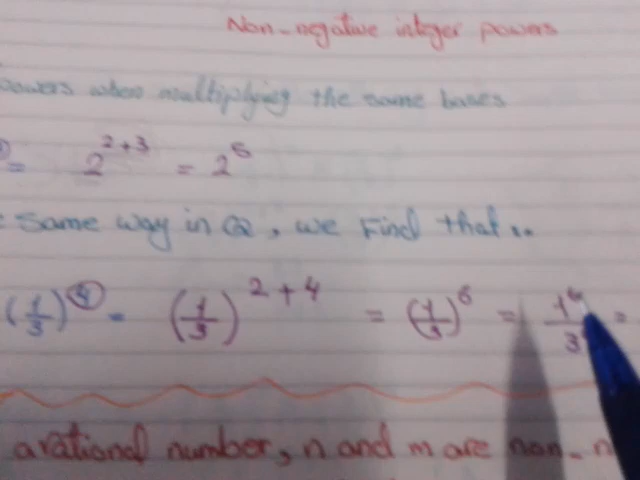 Non-negative integer powers
powers when multiplying the same bases
= 2^{2+3} = 2^5
same way in Q, we find that..
(1/3)^4 = (1/3)^{2+4} = (1/3)^6 = 1^6/3 =
a rational number, n and m are non-n